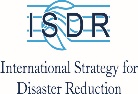 ISDR
International Strategy for
Disaster Reduction